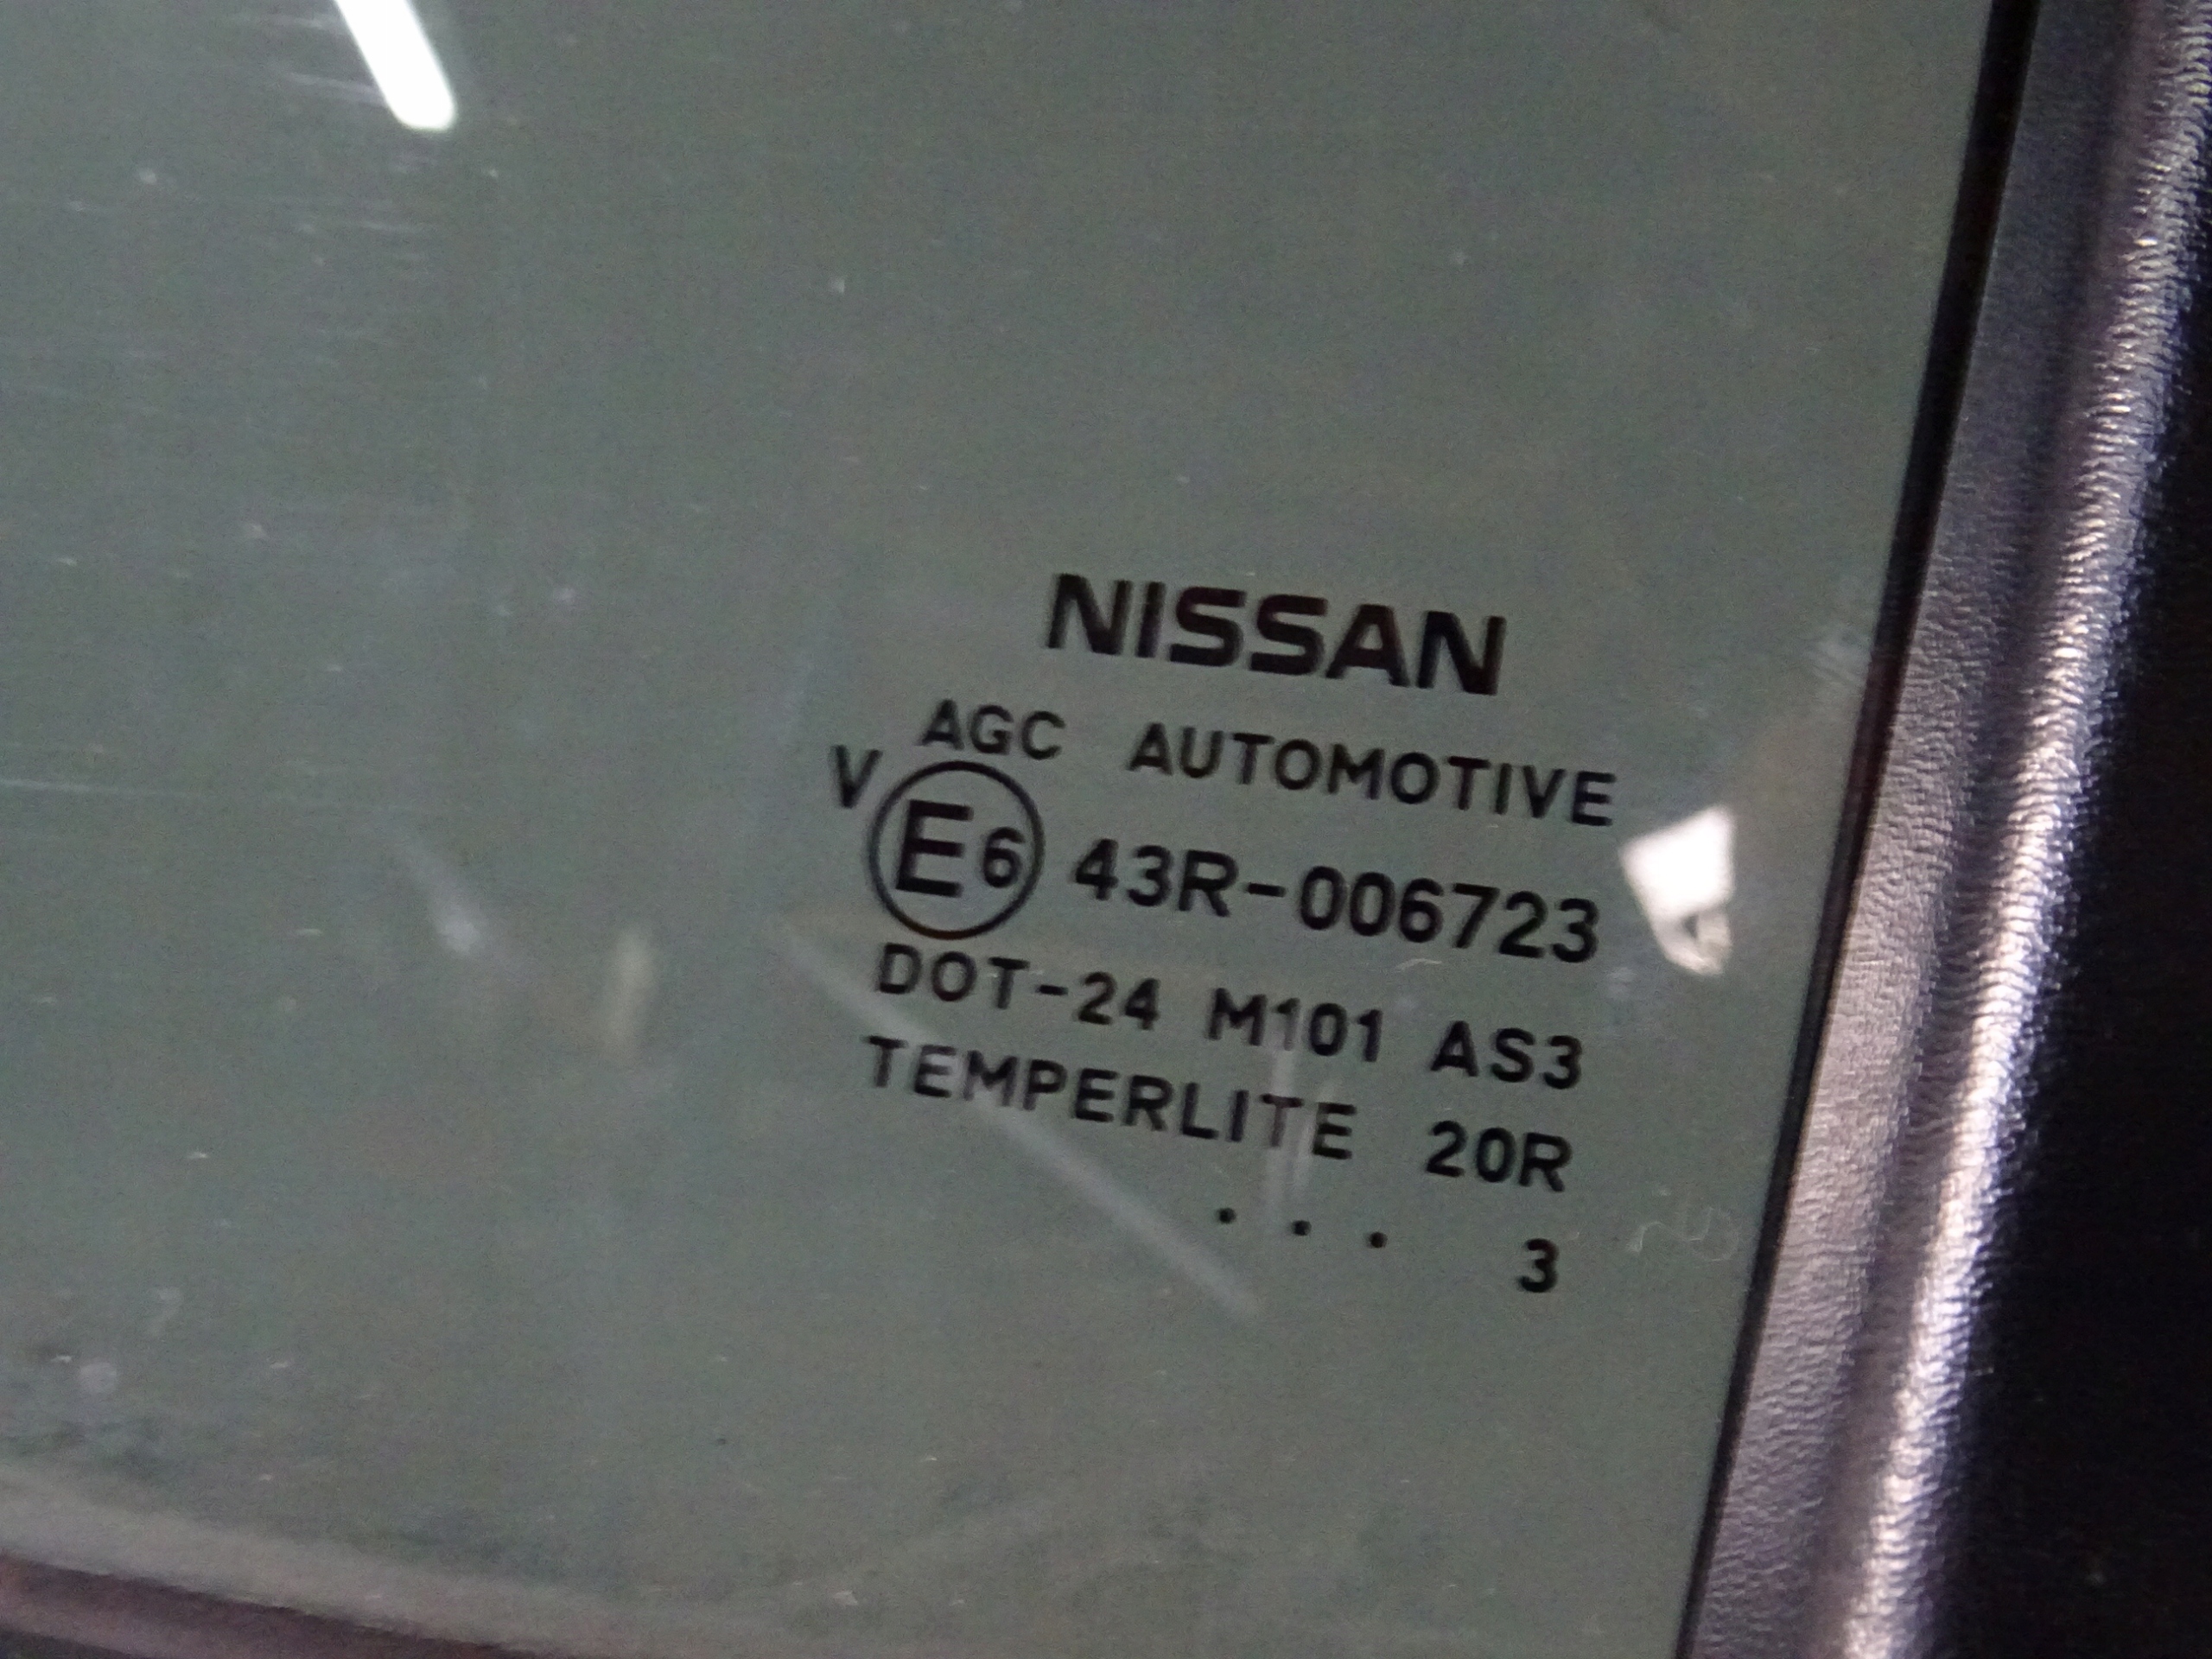 NISSAN
AGC AUTOMOTIVE
V
E6 43R-006723
DOT-24 M101 AS3
TEMPERLITE 20R
. . . 3